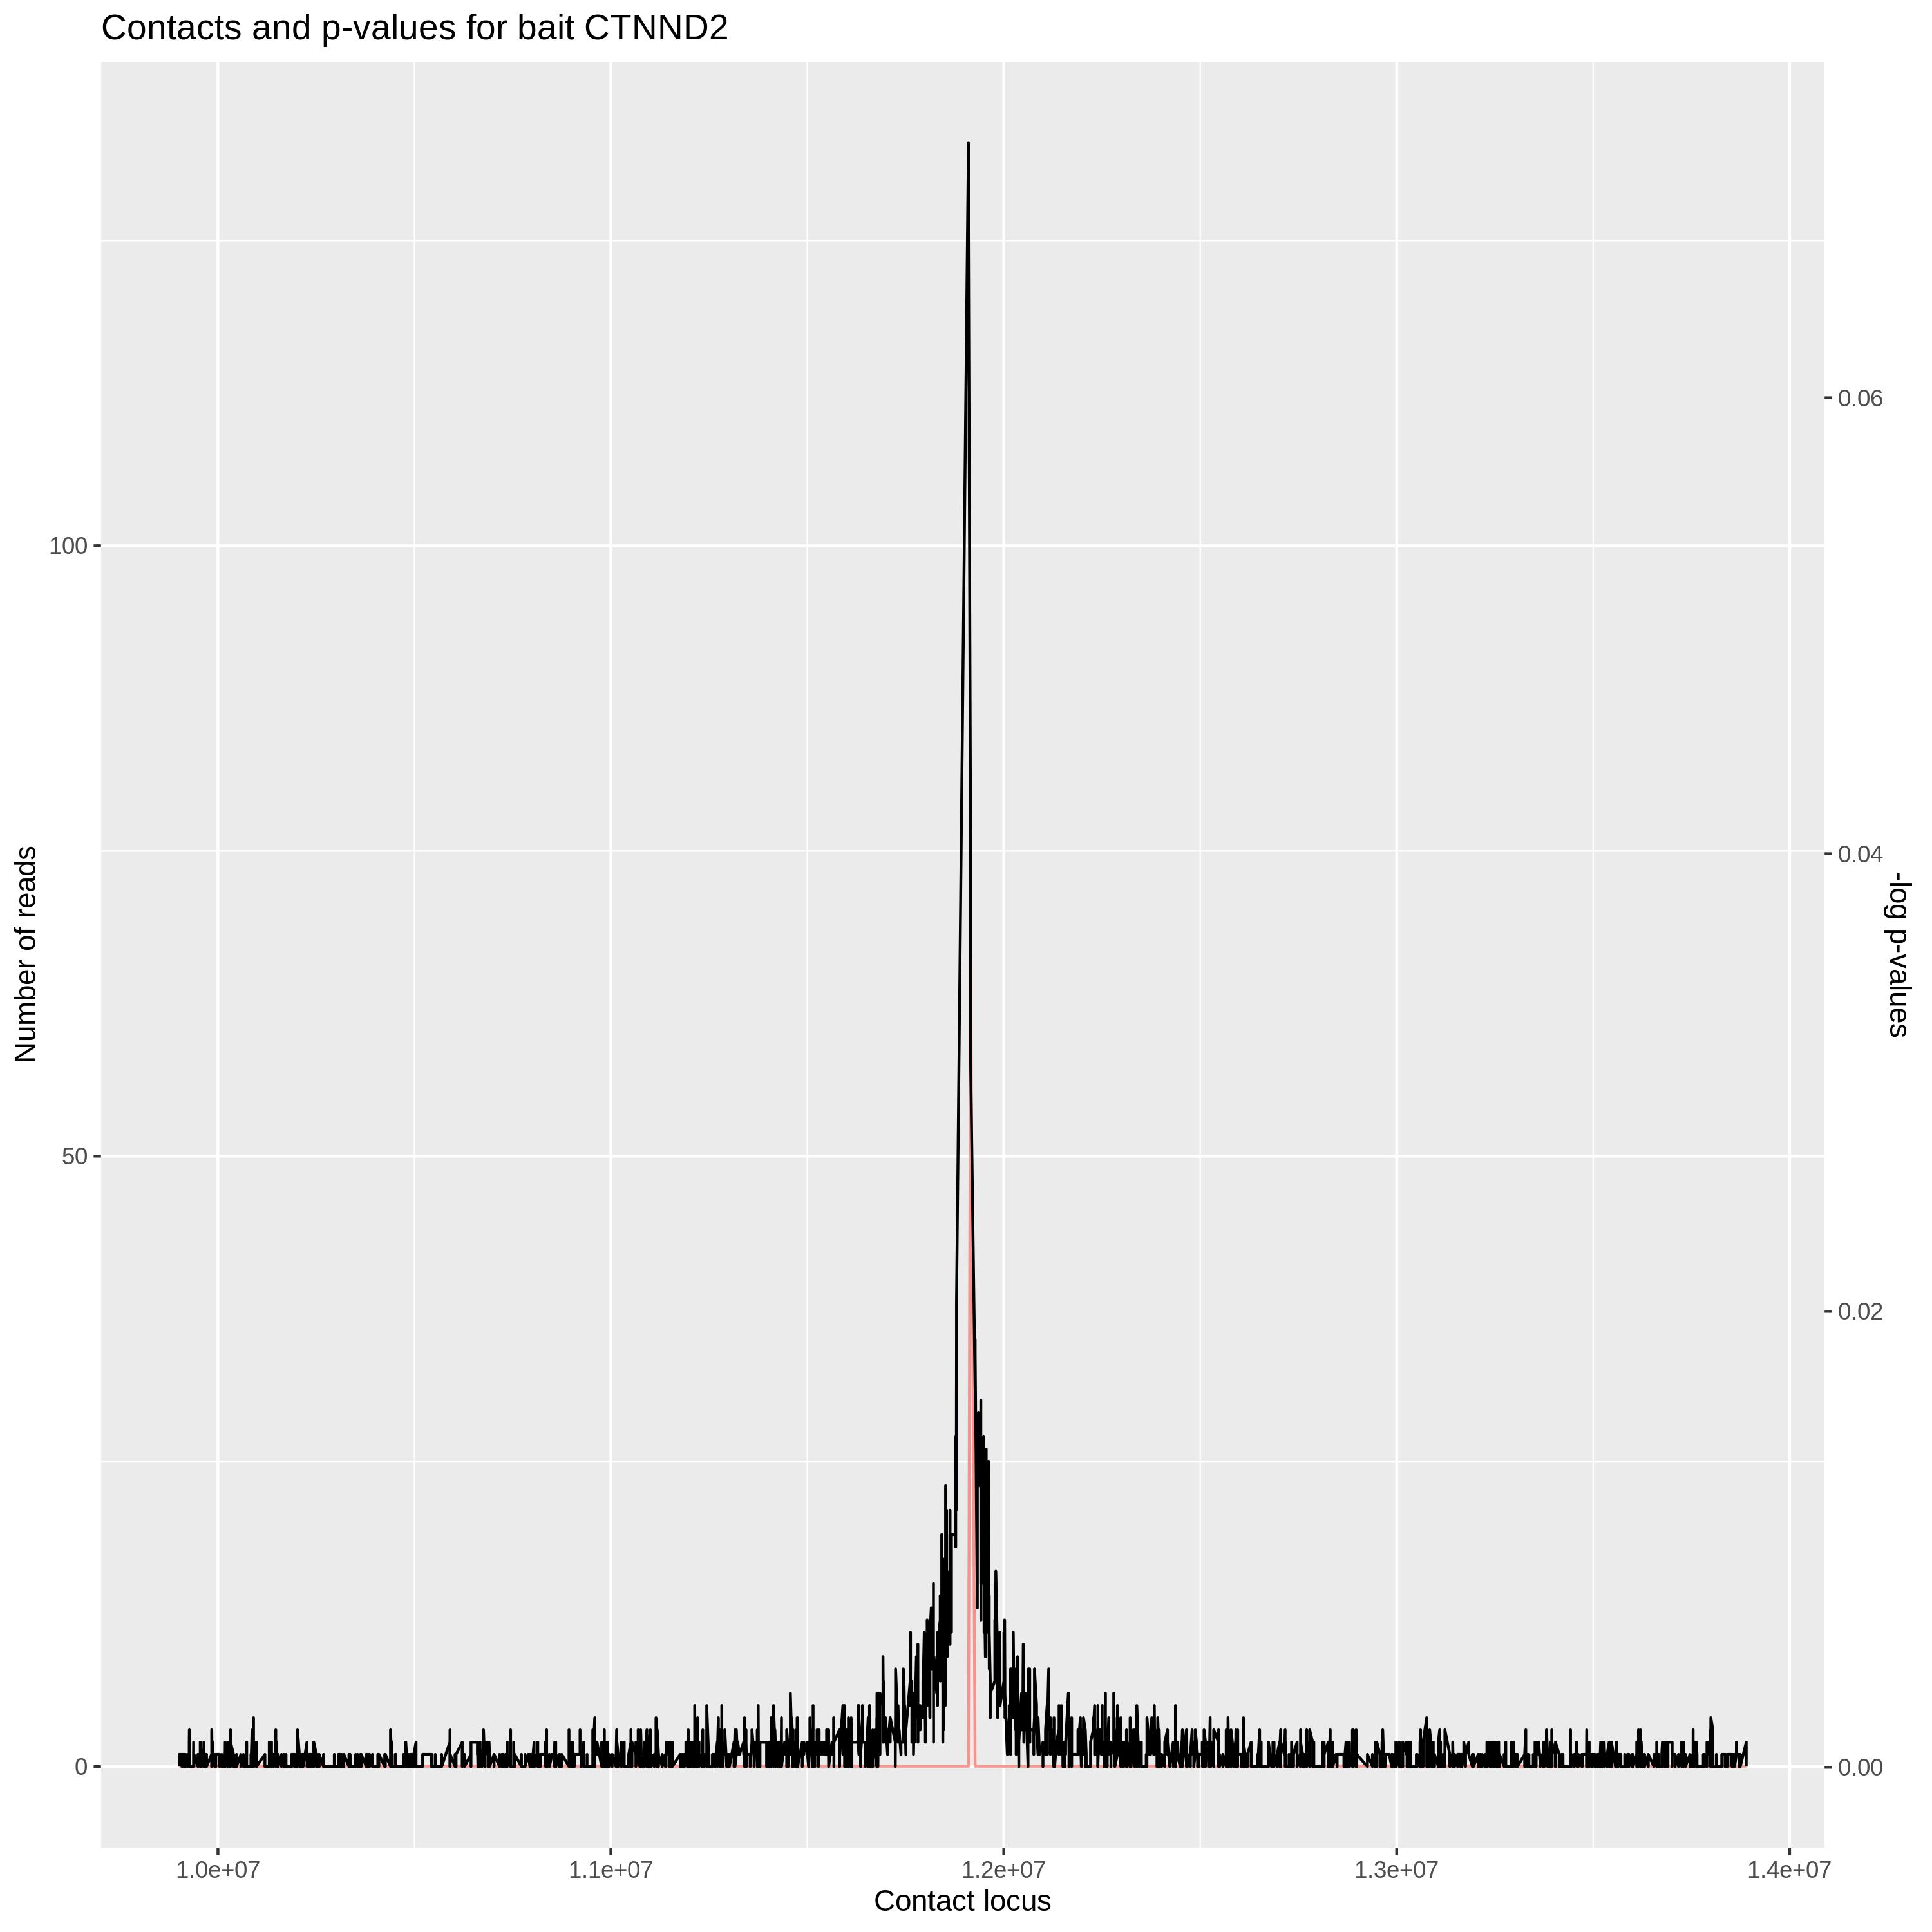 Contacts and p-values for bait CTNND2
Number of reads
100
50
0
0.06
0.04
0.02
0.00
-log p-values
1.0e+07
1.1e+07
1.2e+07
1.3e+07
1.4e+07
Contact locus